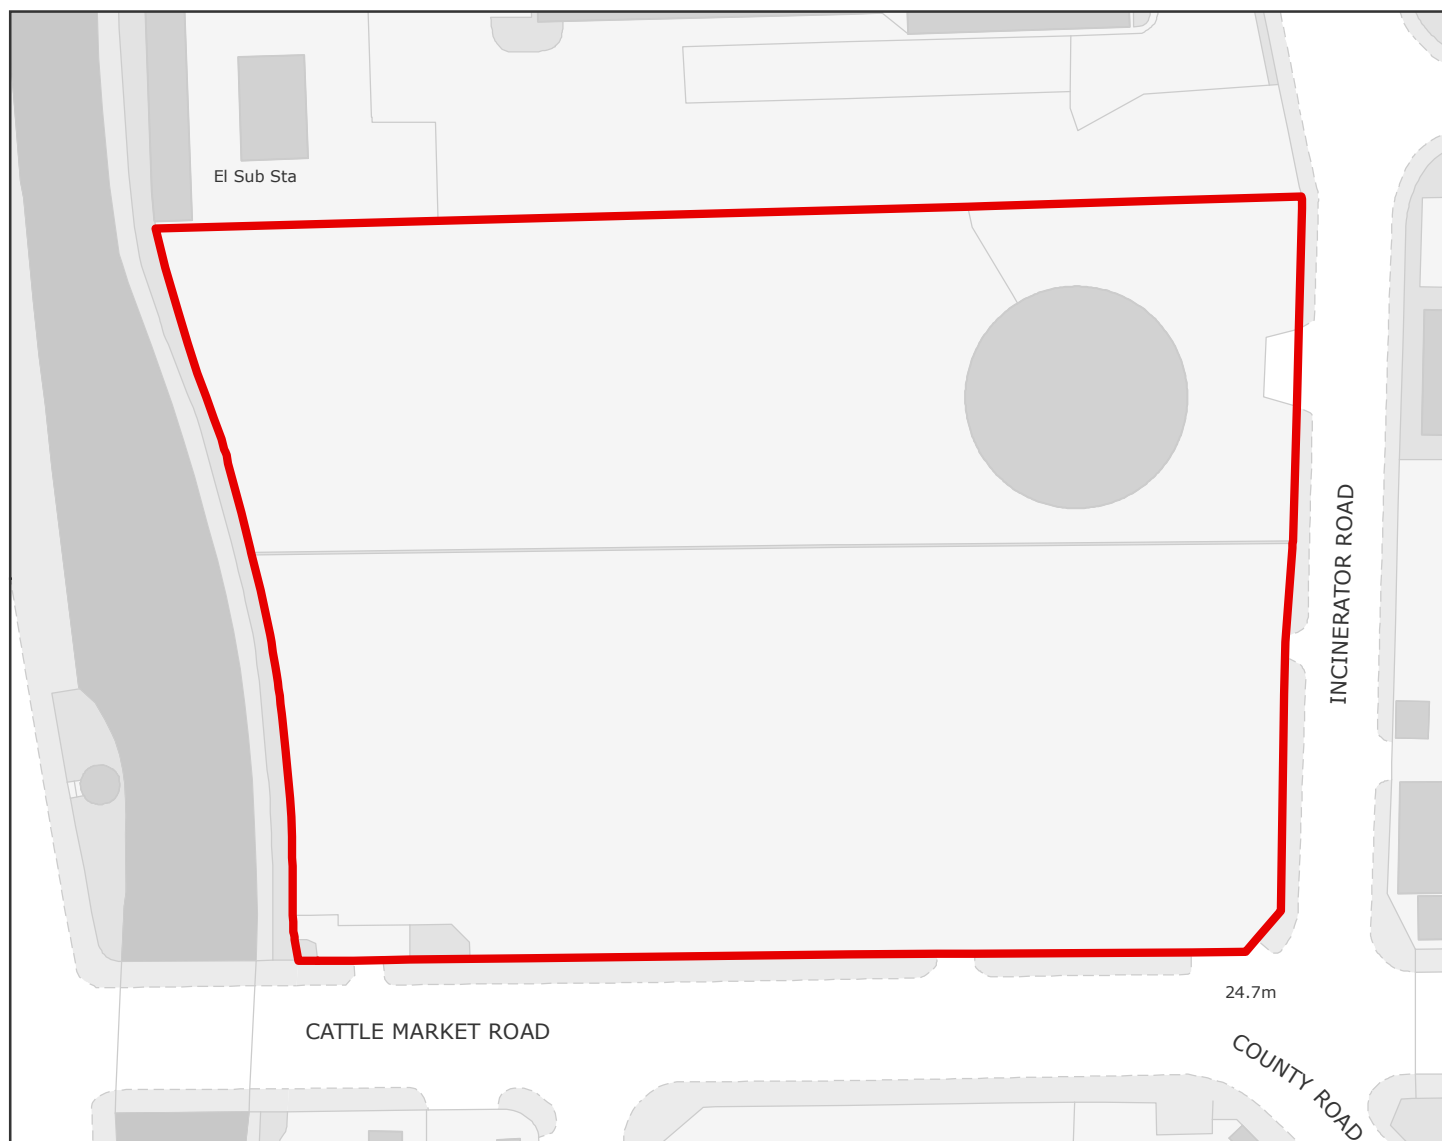 El Sub Sta
INCINERATOR ROAD
24.7m
CATTLE MARKET ROAD
COUNTY ROAD